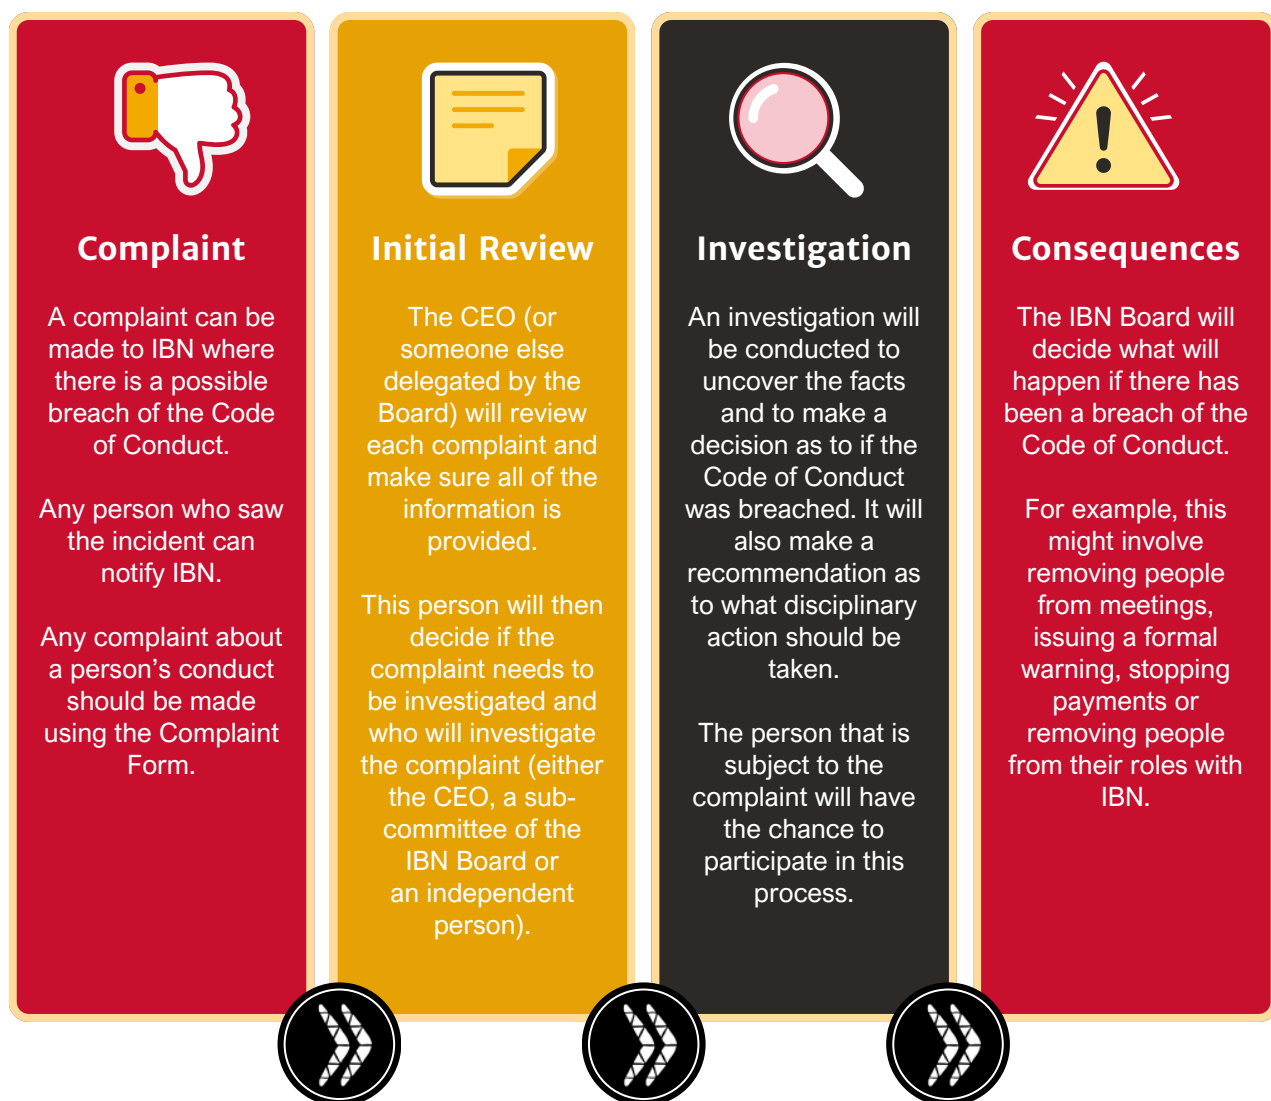 Complaint
A complaint can be
made to IBN where
there is a possible
breach of the Code
of Conduct.
Any person who saw
the incident can
notify IBN.
Any complaint about
a person’s conduct
should be made
using the Complaint
Form.
Initial Review
The CEO (or
someone else
delegated by the
Board) will review
each complaint and
make sure all of the
information is
provided.
This person will then
decide if the
complaint needs to
be investigated and
who will investigate
the complaint (either
the CEO, a sub-
committee of the
IBN Board or
an independent
person).
Investigation
An investigation will
be conducted to
uncover the facts
and to make a
decision as to if the
Code of Conduct
was breached. It will
also make a
recommendation as
to what disciplinary
action should be
taken.
The person that is
subject to the
complaint will have
the chance to
participate in this
process.
Consequences
The IBN Board will
decide what will
happen if there has
been a breach of the
Code of Conduct.
For example, this
might involve
removing people
from meetings,
issuing a formal
warning, stopping
payments or
removing people
from their roles with
IBN.